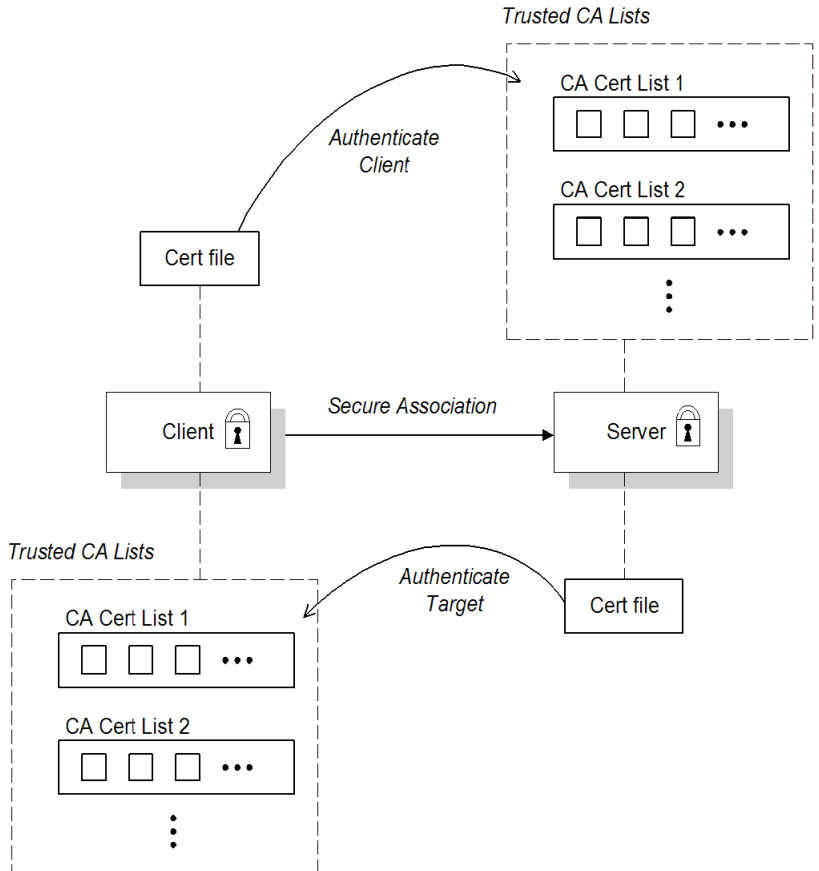 Trusted CA Lists
CA Cert List 1
Authenticate
Client
CA Cert List 2
Cert file
Client
Secure Association
Server
Trusted CA Lists
Authenticate
Target
Cert file
CA Cert List 1
CA Cert List 2